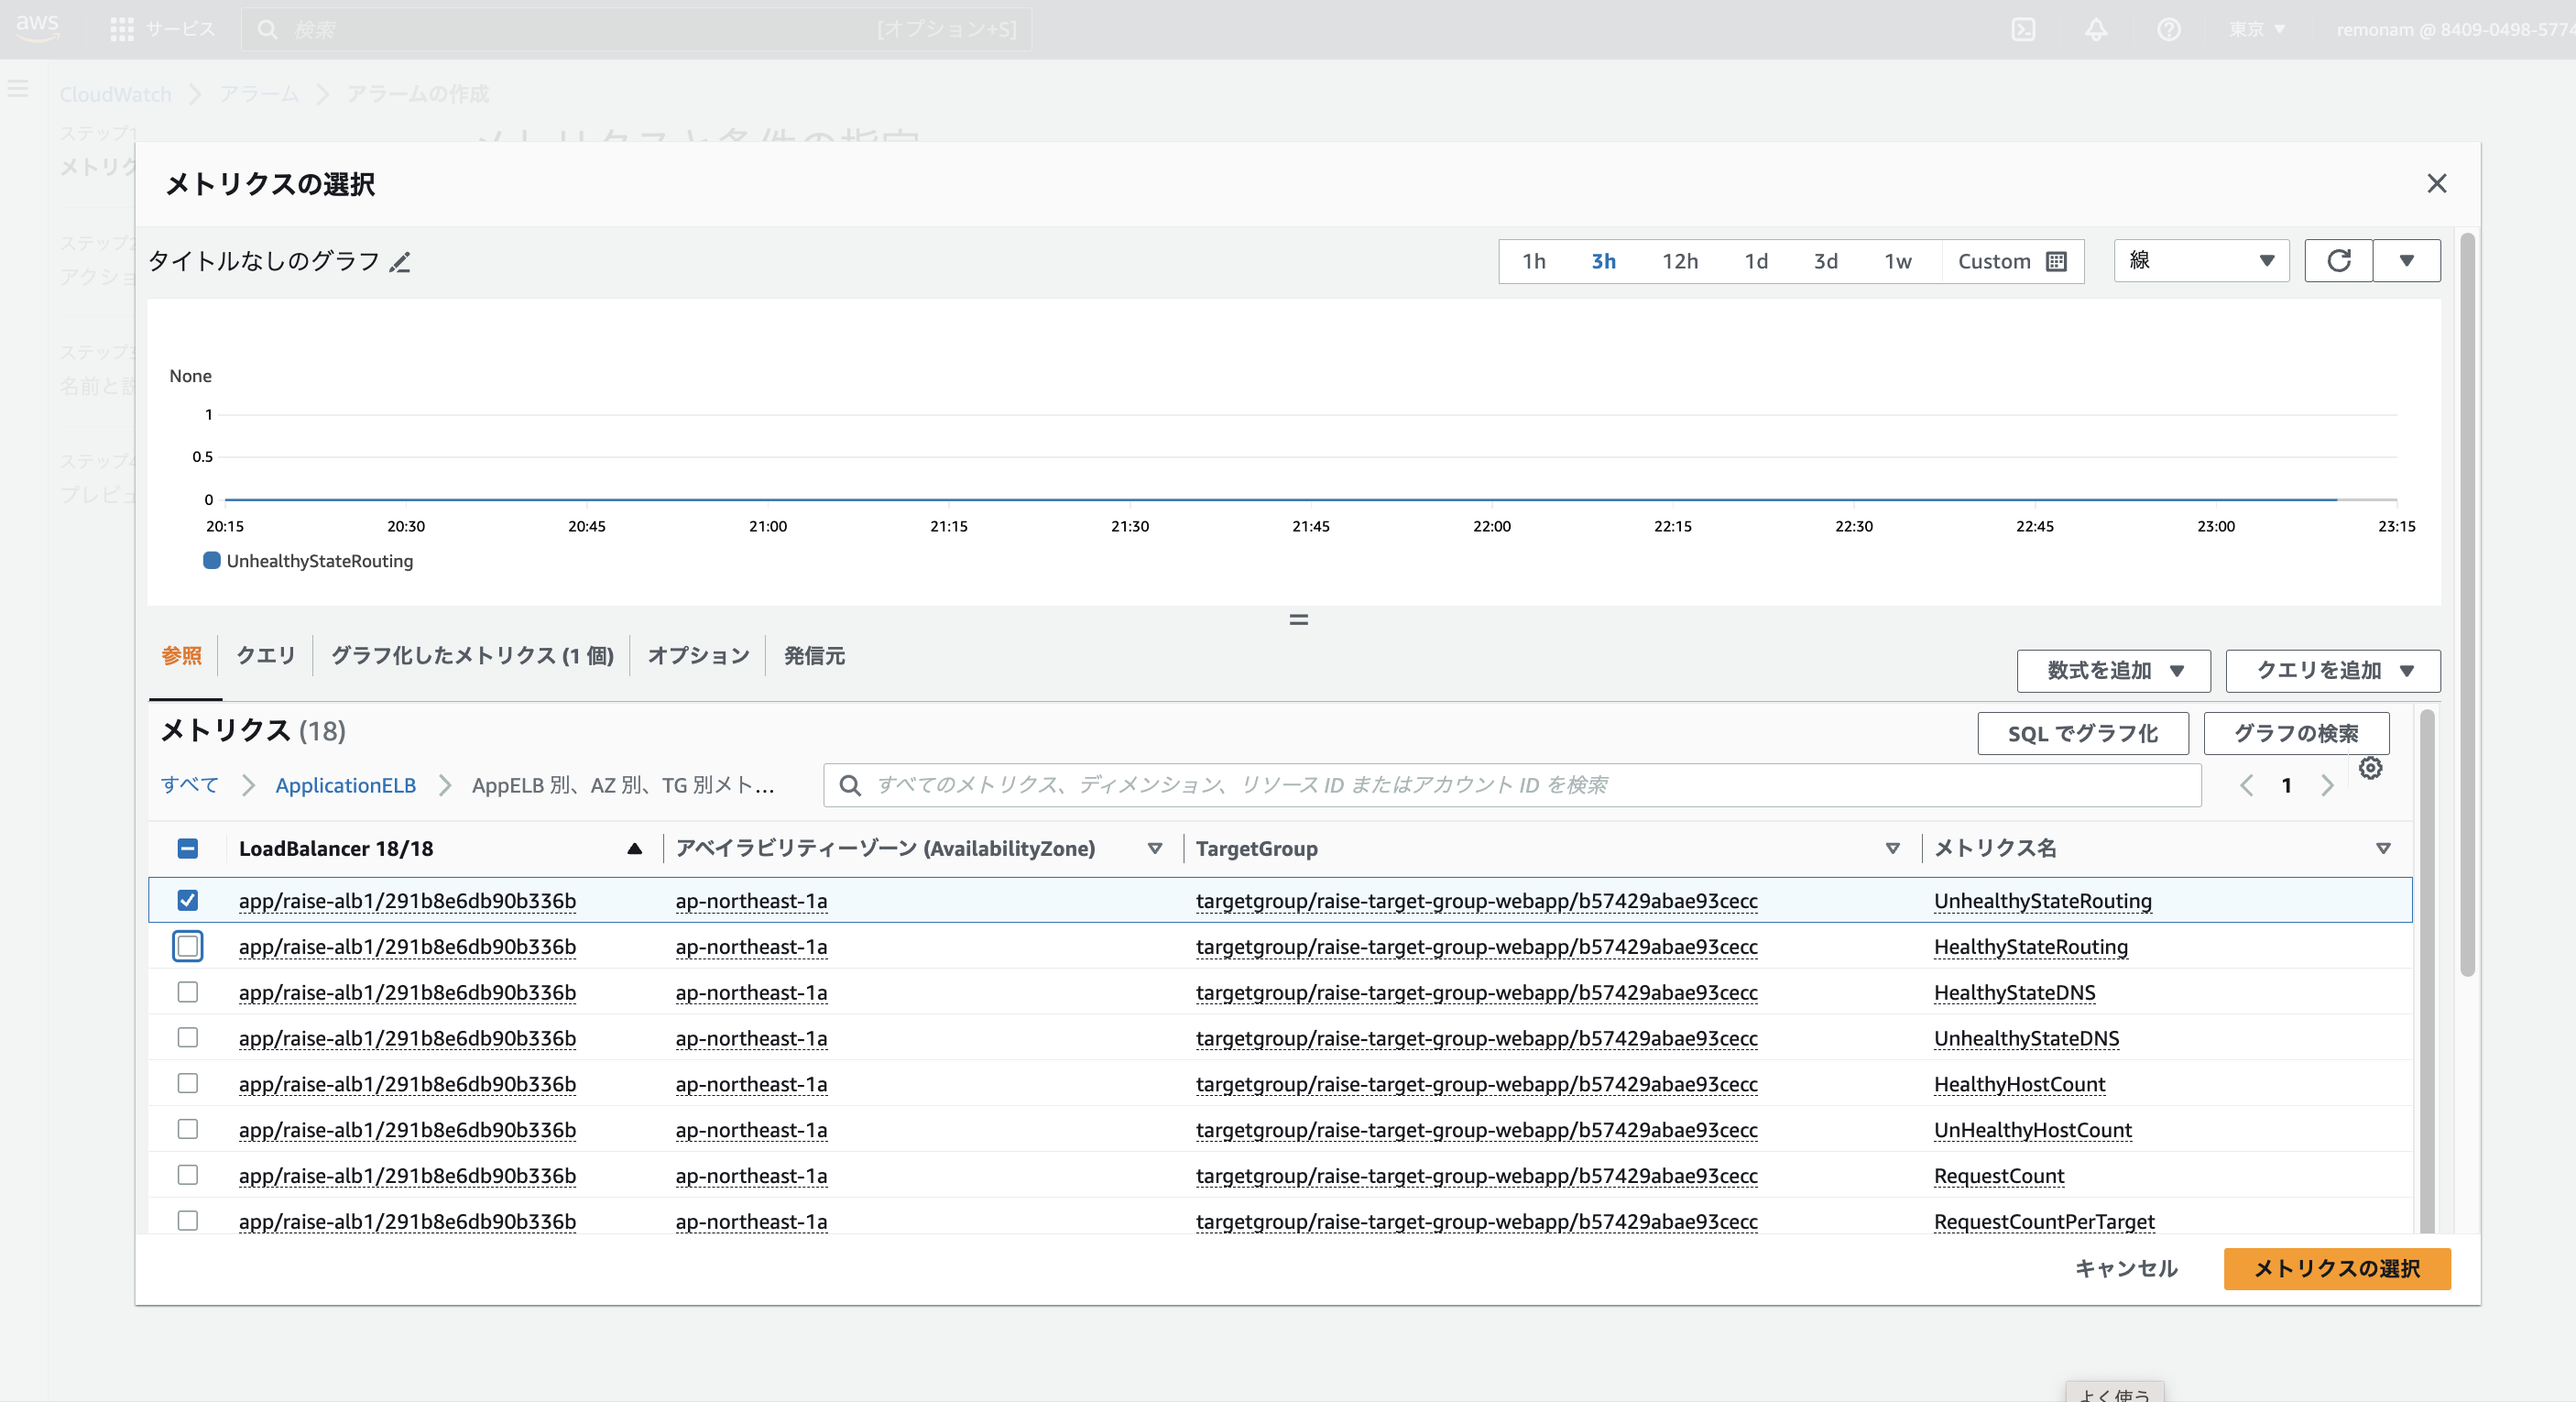 aws サービス 検索 [オプション+S] 東京 remonam @ 8409-0498-5774
CloudWatch アラーム アラームの作成
ステップ1
メトリク
メトリクスと条件の指定
ステップ2
アクショ
ステップ3
名前と説
ステップ4
プレビュ
メトリクスの選択
タイトルなしのグラフ
1h 3h 12h 1d 3d 1w Custom 線
None
1
0.5
0
20:15 20:30 20:45 21:00 21:15 21:30 21:45 22:00 22:15 22:30 22:45 23:00 23:15
UnhealthyStateRouting
参照 クエリ グラフ化したメトリクス (1 個) オプション 発信元
数式を追加 クエリを追加
メトリクス (18)
SQL でグラフ化 グラフの検索
すべて ApplicationELB AppELB 別、AZ 別、TG 別メト... すべてのメトリクス、ディメンション、リソース ID またはアカウント ID を検索 1
LoadBalancer 18/18 アベイラビリティーゾーン (AvailabilityZone) TargetGroup メトリクス名
app/raise-alb1/291b8e6db90b336b ap-northeast-1a targetgroup/raise-target-group-webapp/b57429abae93cecc UnhealthyStateRouting
app/raise-alb1/291b8e6db90b336b ap-northeast-1a targetgroup/raise-target-group-webapp/b57429abae93cecc HealthyStateRouting
app/raise-alb1/291b8e6db90b336b ap-northeast-1a targetgroup/raise-target-group-webapp/b57429abae93cecc HealthyStateDNS
app/raise-alb1/291b8e6db90b336b ap-northeast-1a targetgroup/raise-target-group-webapp/b57429abae93cecc UnhealthyStateDNS
app/raise-alb1/291b8e6db90b336b ap-northeast-1a targetgroup/raise-target-group-webapp/b57429abae93cecc HealthyHostCount
app/raise-alb1/291b8e6db90b336b ap-northeast-1a targetgroup/raise-target-group-webapp/b57429abae93cecc UnHealthyHostCount
app/raise-alb1/291b8e6db90b336b ap-northeast-1a targetgroup/raise-target-group-webapp/b57429abae93cecc RequestCount
app/raise-alb1/291b8e6db90b336b ap-northeast-1a targetgroup/raise-target-group-webapp/b57429abae93cecc RequestCountPerTarget
キャンセル メトリクスの選択
よく使う